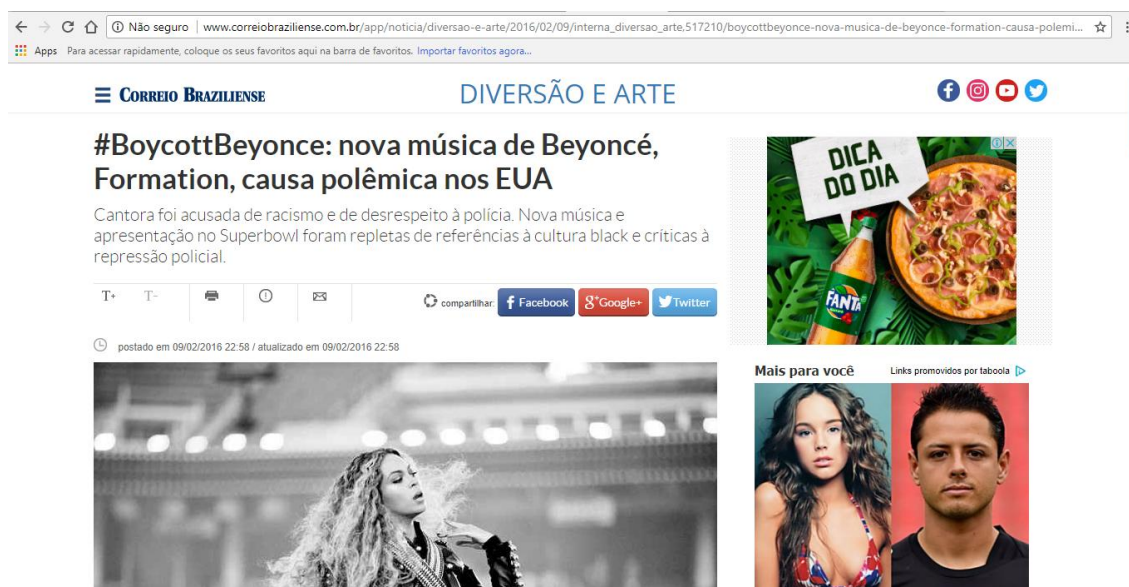 Não seguro | www.correiobraziliense.com.br/app/noticia/diversao-e-arte/2016/02/09/interna_diversao_arte,517210/boycottbeyonce-nova-musica-de-beyonce-formation-causa-polemi...
Apps Para acessar rapidamente, coloque os seus favoritos aqui na barra de favoritos. Importar favoritos agora...
CORREIO BRAZILIENSE
DIVERSÃO E ARTE
#BoycottBeyonce: nova música de Beyoncé,
Formation, causa polêmica nos EUA
Cantora foi acusada de racismo e de desrespeito à polícia. Nova música e
apresentação no Superbowl foram repletas de referências à cultura black e críticas à
repressão policial.
T+ T- compartilhar: Facebook g+ Google+ Twitter
postado em 09/02/2016 22:58 / atualizado em 09/02/2016 22:58
DICA
DO DIA
FANTA
Mais para você Links promovidos por taboola